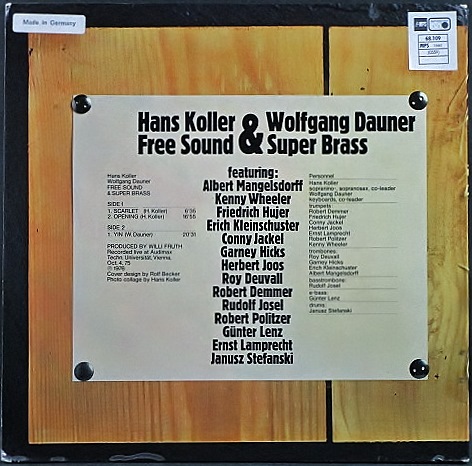 Made in Germany
MPS
68.109
MPS
Hans Koller & Wolfgang Dauner
Free Sound & Super Brass
Hans Koller
Wolfgang Dauner
FREE SOUND
& SUPER BRASS
SIDE I
1. SCARLET (H. Koller) 6'35
2. OPENING (H. Koller) 16'55
SIDE 2
1. YIN (W. Dauner) 20'31
PRODUCED BY WILLI FRUTH
Recorded live at Audimax
Techn. Universität, Vienna,
Oct. 4, 75
Ⓟ 1976
Cover design by Rolf Becker
Photo collage by Hans Koller
featuring:
Albert Mangelsdorff
Kenny Wheeler
Friedrich Hujer
Erich Kleinschuster
Conny Jackel
Garney Hicks
Herbert Joos
Roy Deuvall
Robert Demmer
Rudolf Josel
Robert Politzer
Günter Lenz
Ernst Lamprecht
Janusz Stefanski
Personnel
Hans Koller
sopranino-, sopranosax, co-leader
Wolfgang Dauner
keyboards, co-leader
trumpets:
Robert Demmer
Friedrich Hujer
Conny Jackel
Herbert Joos
Ernst Lamprecht
Robert Politzer
Kenny Wheeler
trombones:
Roy Deuvall
Garney Hicks
Erich Kleinschuster
Albert Mangelsdorff
basstrombone:
Rudolf Josel
e-bass:
Günter Lenz
drums:
Janusz Stefanski